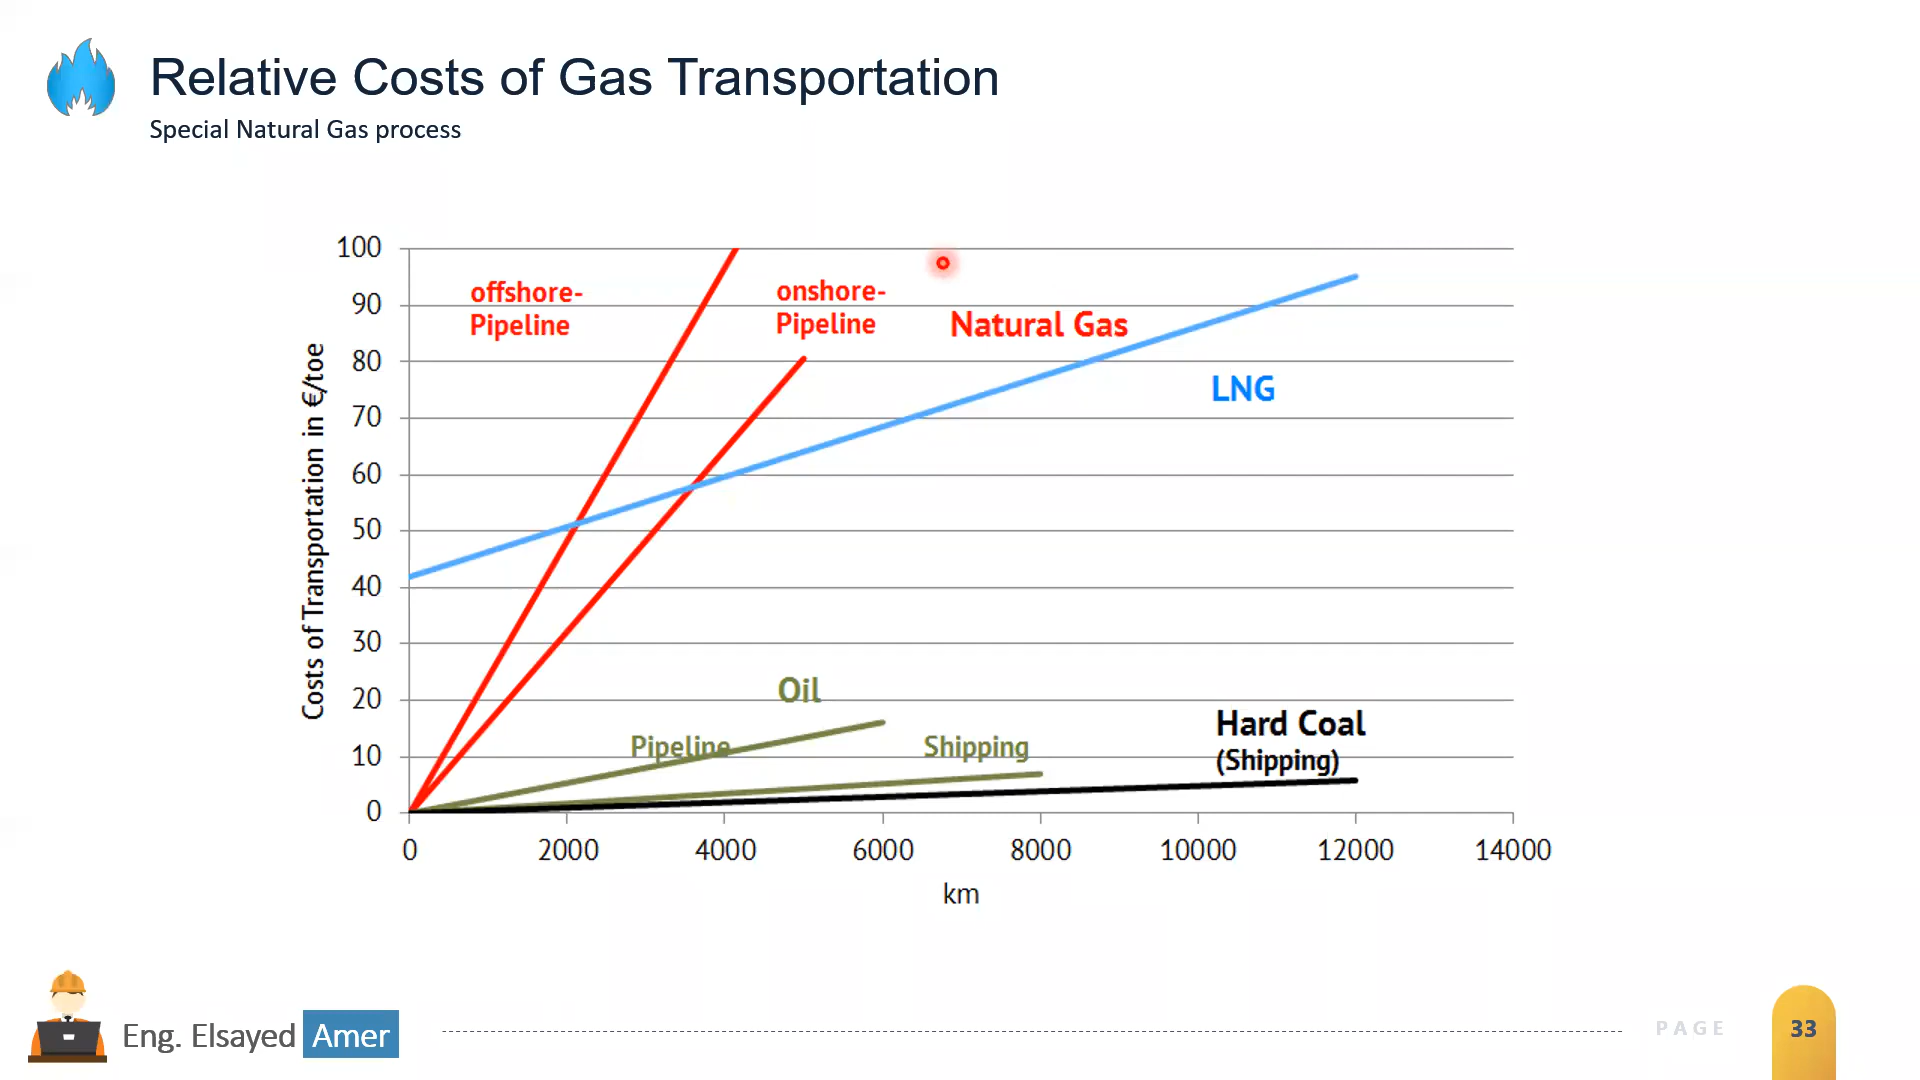 Relative Costs of Gas Transportation
Special Natural Gas process
Costs of Transportation in €/toe
100
90
80
70
60
50
40
30
20
10
0
offshore-
Pipeline
onshore-
Pipeline
Natural Gas
LNG
Oil
Pipeline
Shipping
Hard Coal
(Shipping)
0 2000 4000 6000 8000 10000 12000 14000
km
Eng. Elsayed Amer
PAGE 33